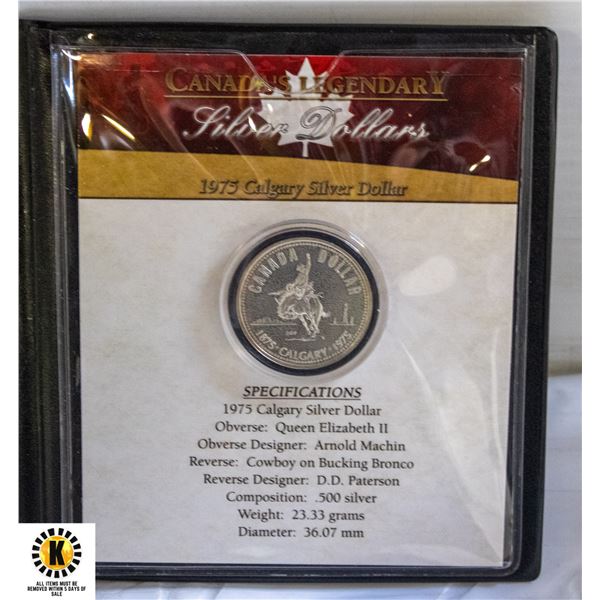 CANADA'S LEGENDARY
Silver Dollars
1975 Calgary Silver Dollar
CANADA DOLLAR
1875 · CALGARY · 1975
SPECIFICATIONS
1975 Calgary Silver Dollar
Obverse: Queen Elizabeth II
Obverse Designer: Arnold Machin
Reverse: Cowboy on Bucking Bronco
Reverse Designer: D.D. Paterson
Composition: .500 silver
Weight: 23.33 grams
Diameter: 36.07 mm
K
ALL ITEMS MUST BE
REMOVED WITHIN 5 DAYS OF
SALE